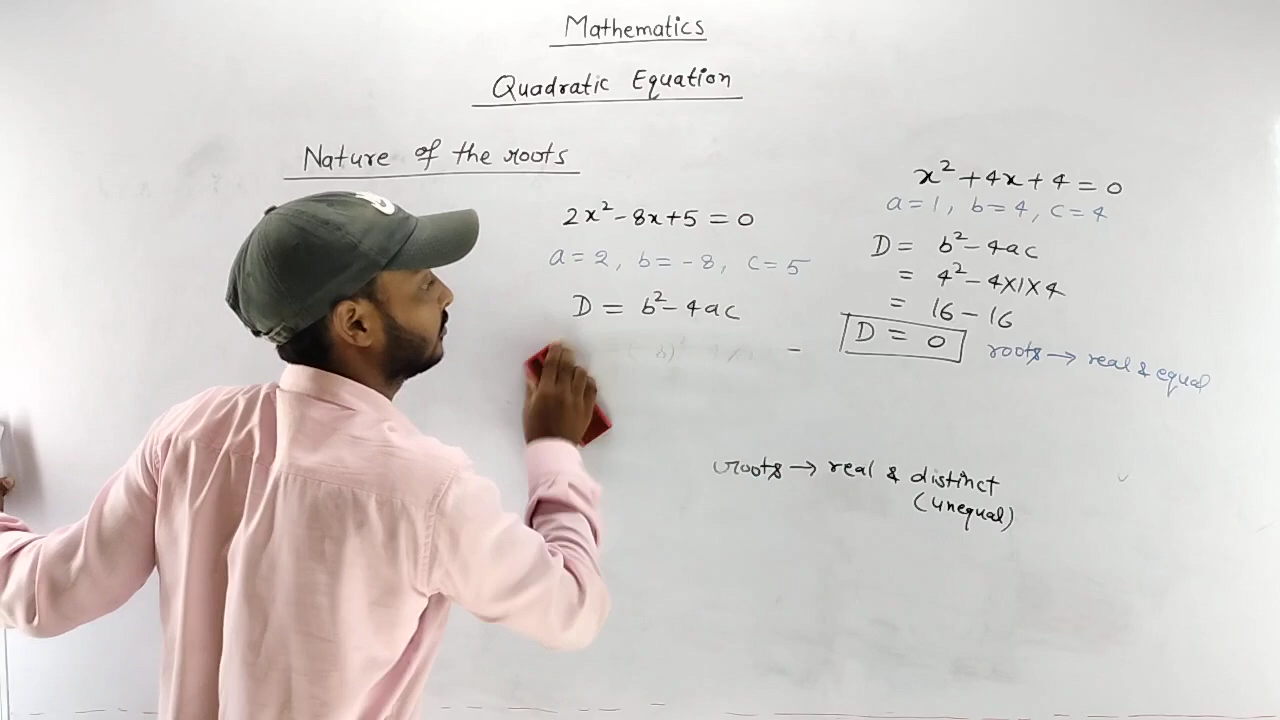 Mathematics
Quadratic Equation
Nature of the roots
2x² - 8x + 5 = 0
a = 2, b = -8, c = 5
D = b² - 4ac
x² + 4x + 4 = 0
a = 1, b = 4, c = 4
D = b² - 4ac
= 4² - 4×1×4
= 16 - 16
D = 0
roots → real & equal
roots → real & distinct
(unequal)